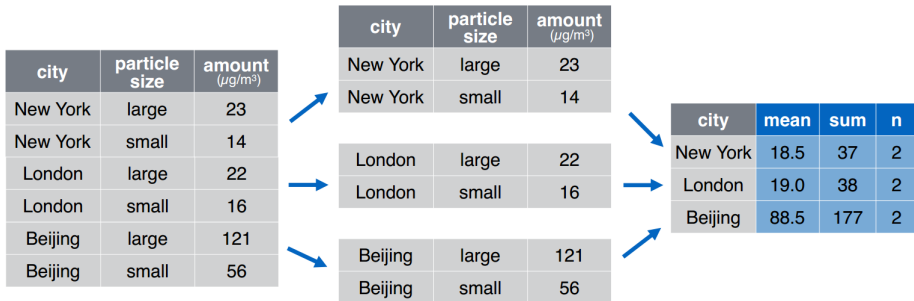 city particle size amount (µg/m³)
New York large 23
New York small 14
London large 22
London small 16
Beijing large 121
Beijing small 56
city particle size amount (µg/m³)
New York large 23
New York small 14
London large 22
London small 16
Beijing large 121
Beijing small 56
city mean sum n
New York 18.5 37 2
London 19.0 38 2
Beijing 88.5 177 2